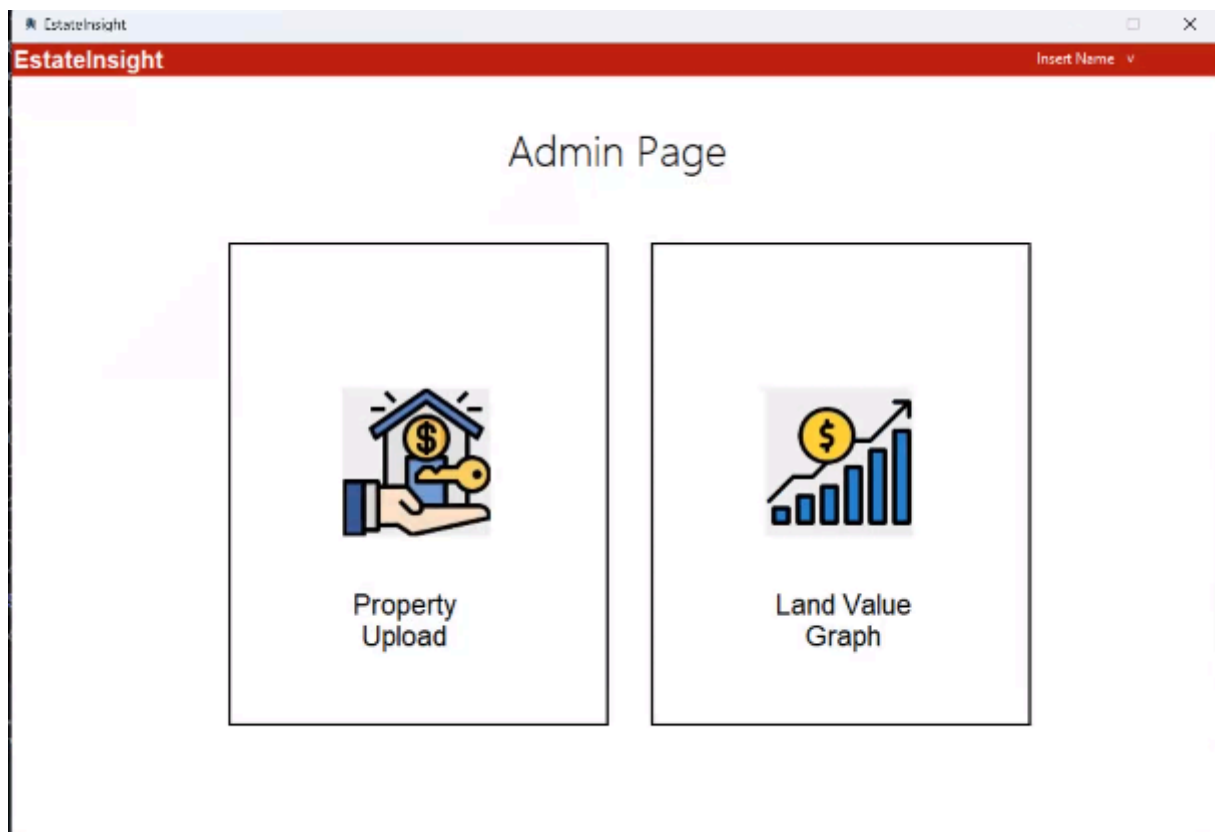 EstateInsight
EstateInsight
Insert Name v
Admin Page
$
$
Property
Upload
Land Value
Graph